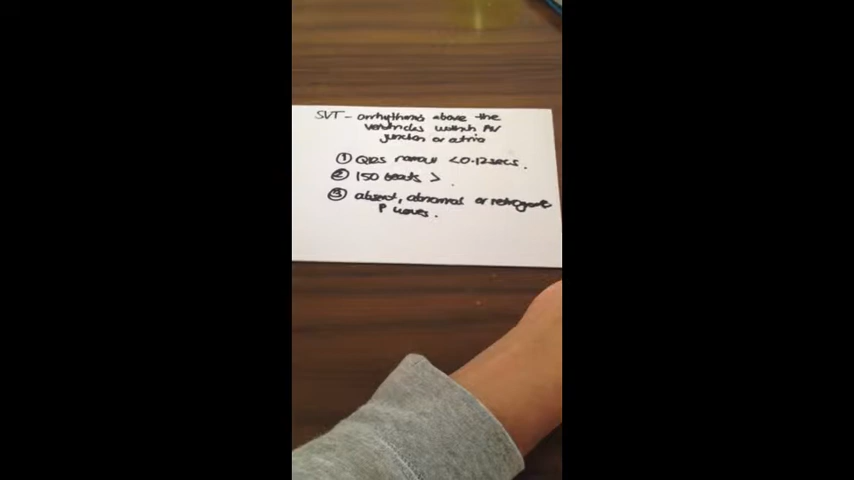 SVT - arrhythmias above the
ventricles within AV
junction or atria
① QRS narrow <0.12secs.
② 150 beats >
③ absent, abnormal or retrograde
P waves.